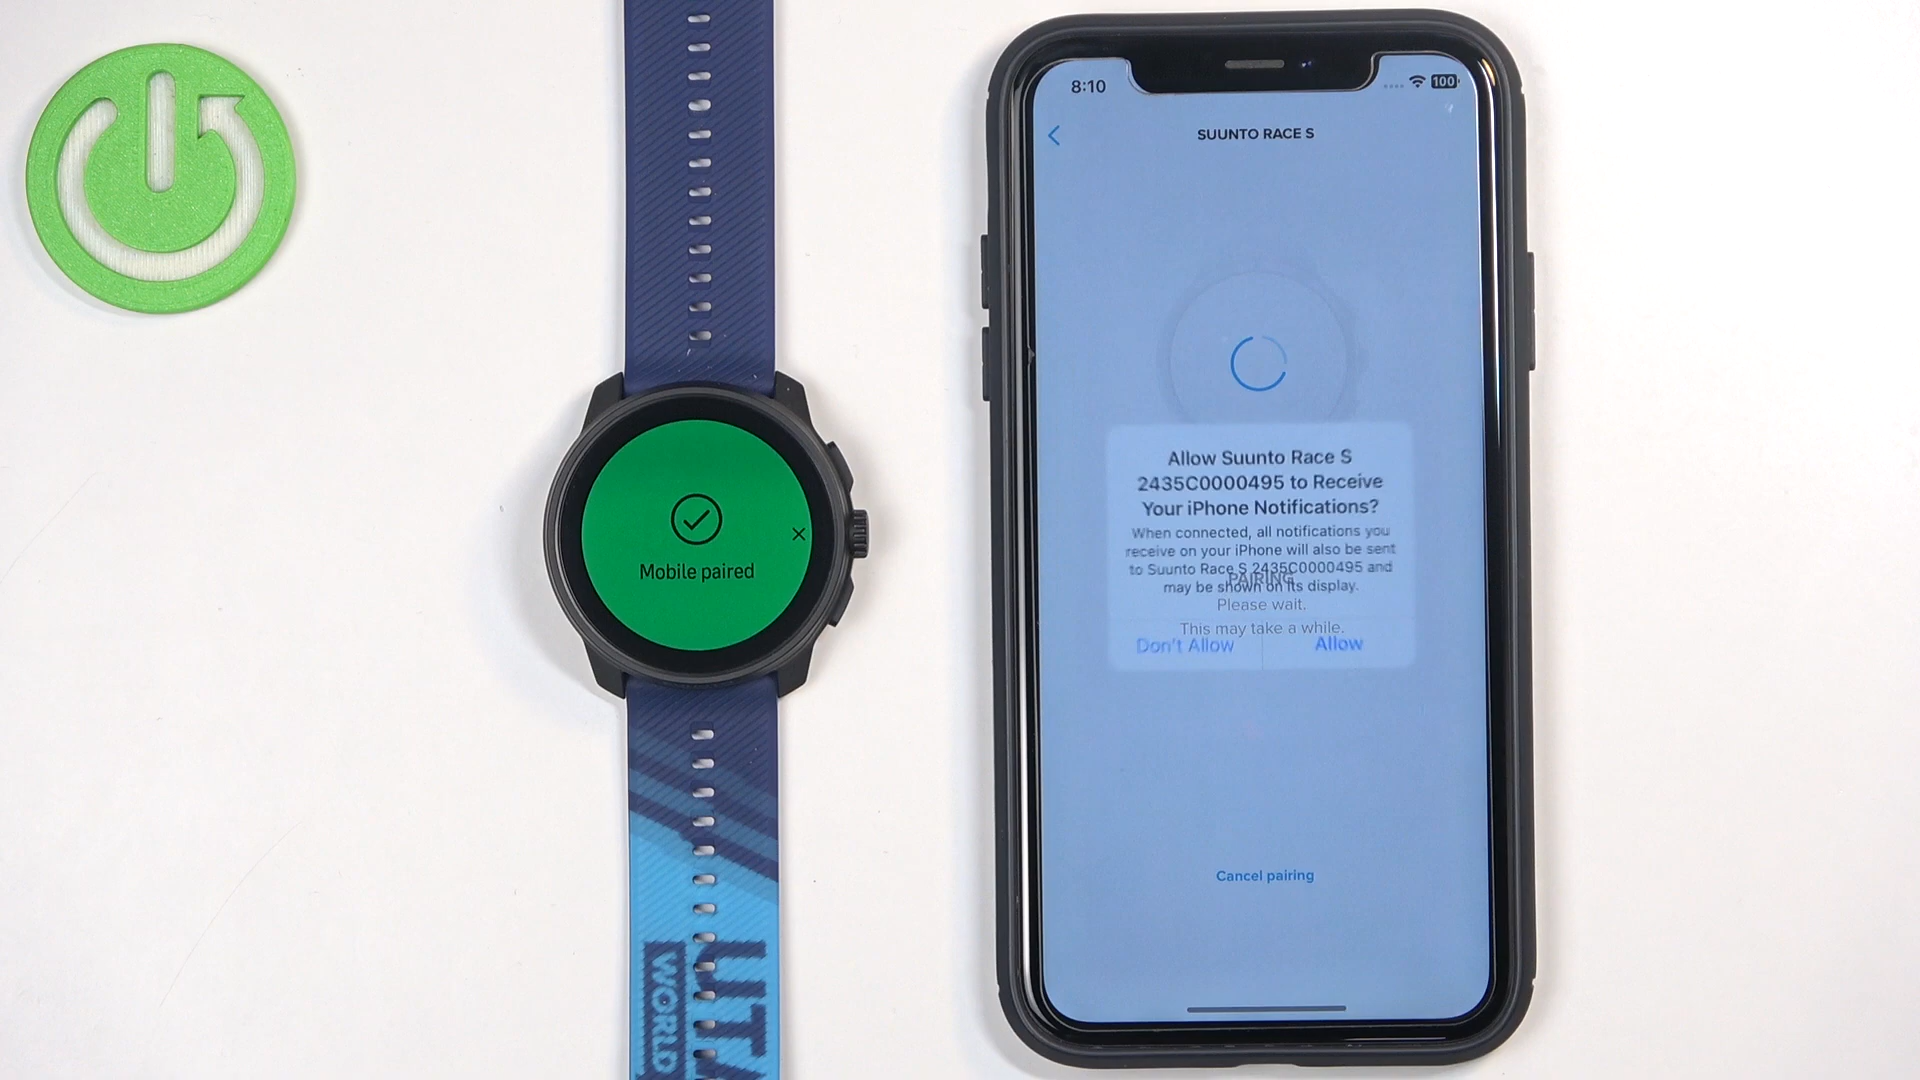 8:10
100
SUUNTO RACE S
Allow Suunto Race S
2435C0000495 to Receive
Your iPhone Notifications?
When connected, all notifications you
receive on your iPhone will also be sent
to Suunto Race S 2435C0000495 and
may be shown on its display.
PAIRING
Please wait.
This may take a while.
Don't Allow
Allow
Cancel pairing
Mobile paired
WORLD